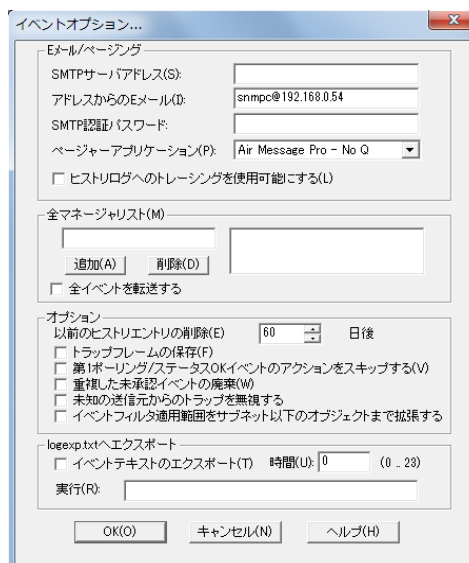 イベントオプション...
Eメール/ページング
SMTPサーバアドレス(S):
アドレスからのEメール(I): snmpc@192.168.0.54
SMTP認証パスワード:
ページャーアプリケーション(P): Air Message Pro - No Q
ヒストリログへのトレーシングを使用可能にする(L)
全マネージャリスト(M)
追加(A) 削除(D)
全イベントを転送する
オプション
以前のヒストリエントリの削除(E) 60 日後
トラップフレームの保存(F)
第1ポーリング/ステータスOKイベントのアクションをスキップする(V)
重複した未承認イベントの廃棄(W)
未知の送信元からのトラップを無視する
イベントフィルタ適用範囲をサブネット以下のオブジェクトまで拡張する
logexp.txtへエクスポート
イベントテキストのエクスポート(T) 時間(U): 0 (0 .. 23)
実行(R):
OK(O) キャンセル(N) ヘルプ(H)